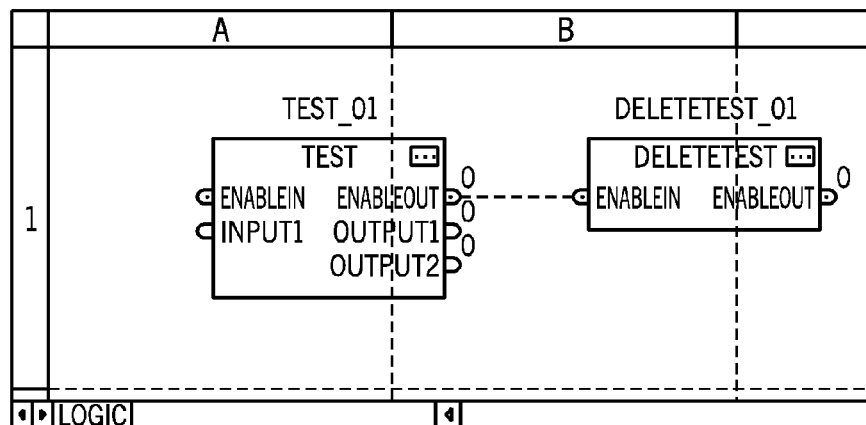 A B
TEST_01 DELETETEST_01
TEST ... DELETETEST ...
0 0
ENABLEIN ENABLEOUT ENABLEIN ENABLEOUT
0
1 INPUT1 OUTPUT1
0
OUTPUT2
LOGIC